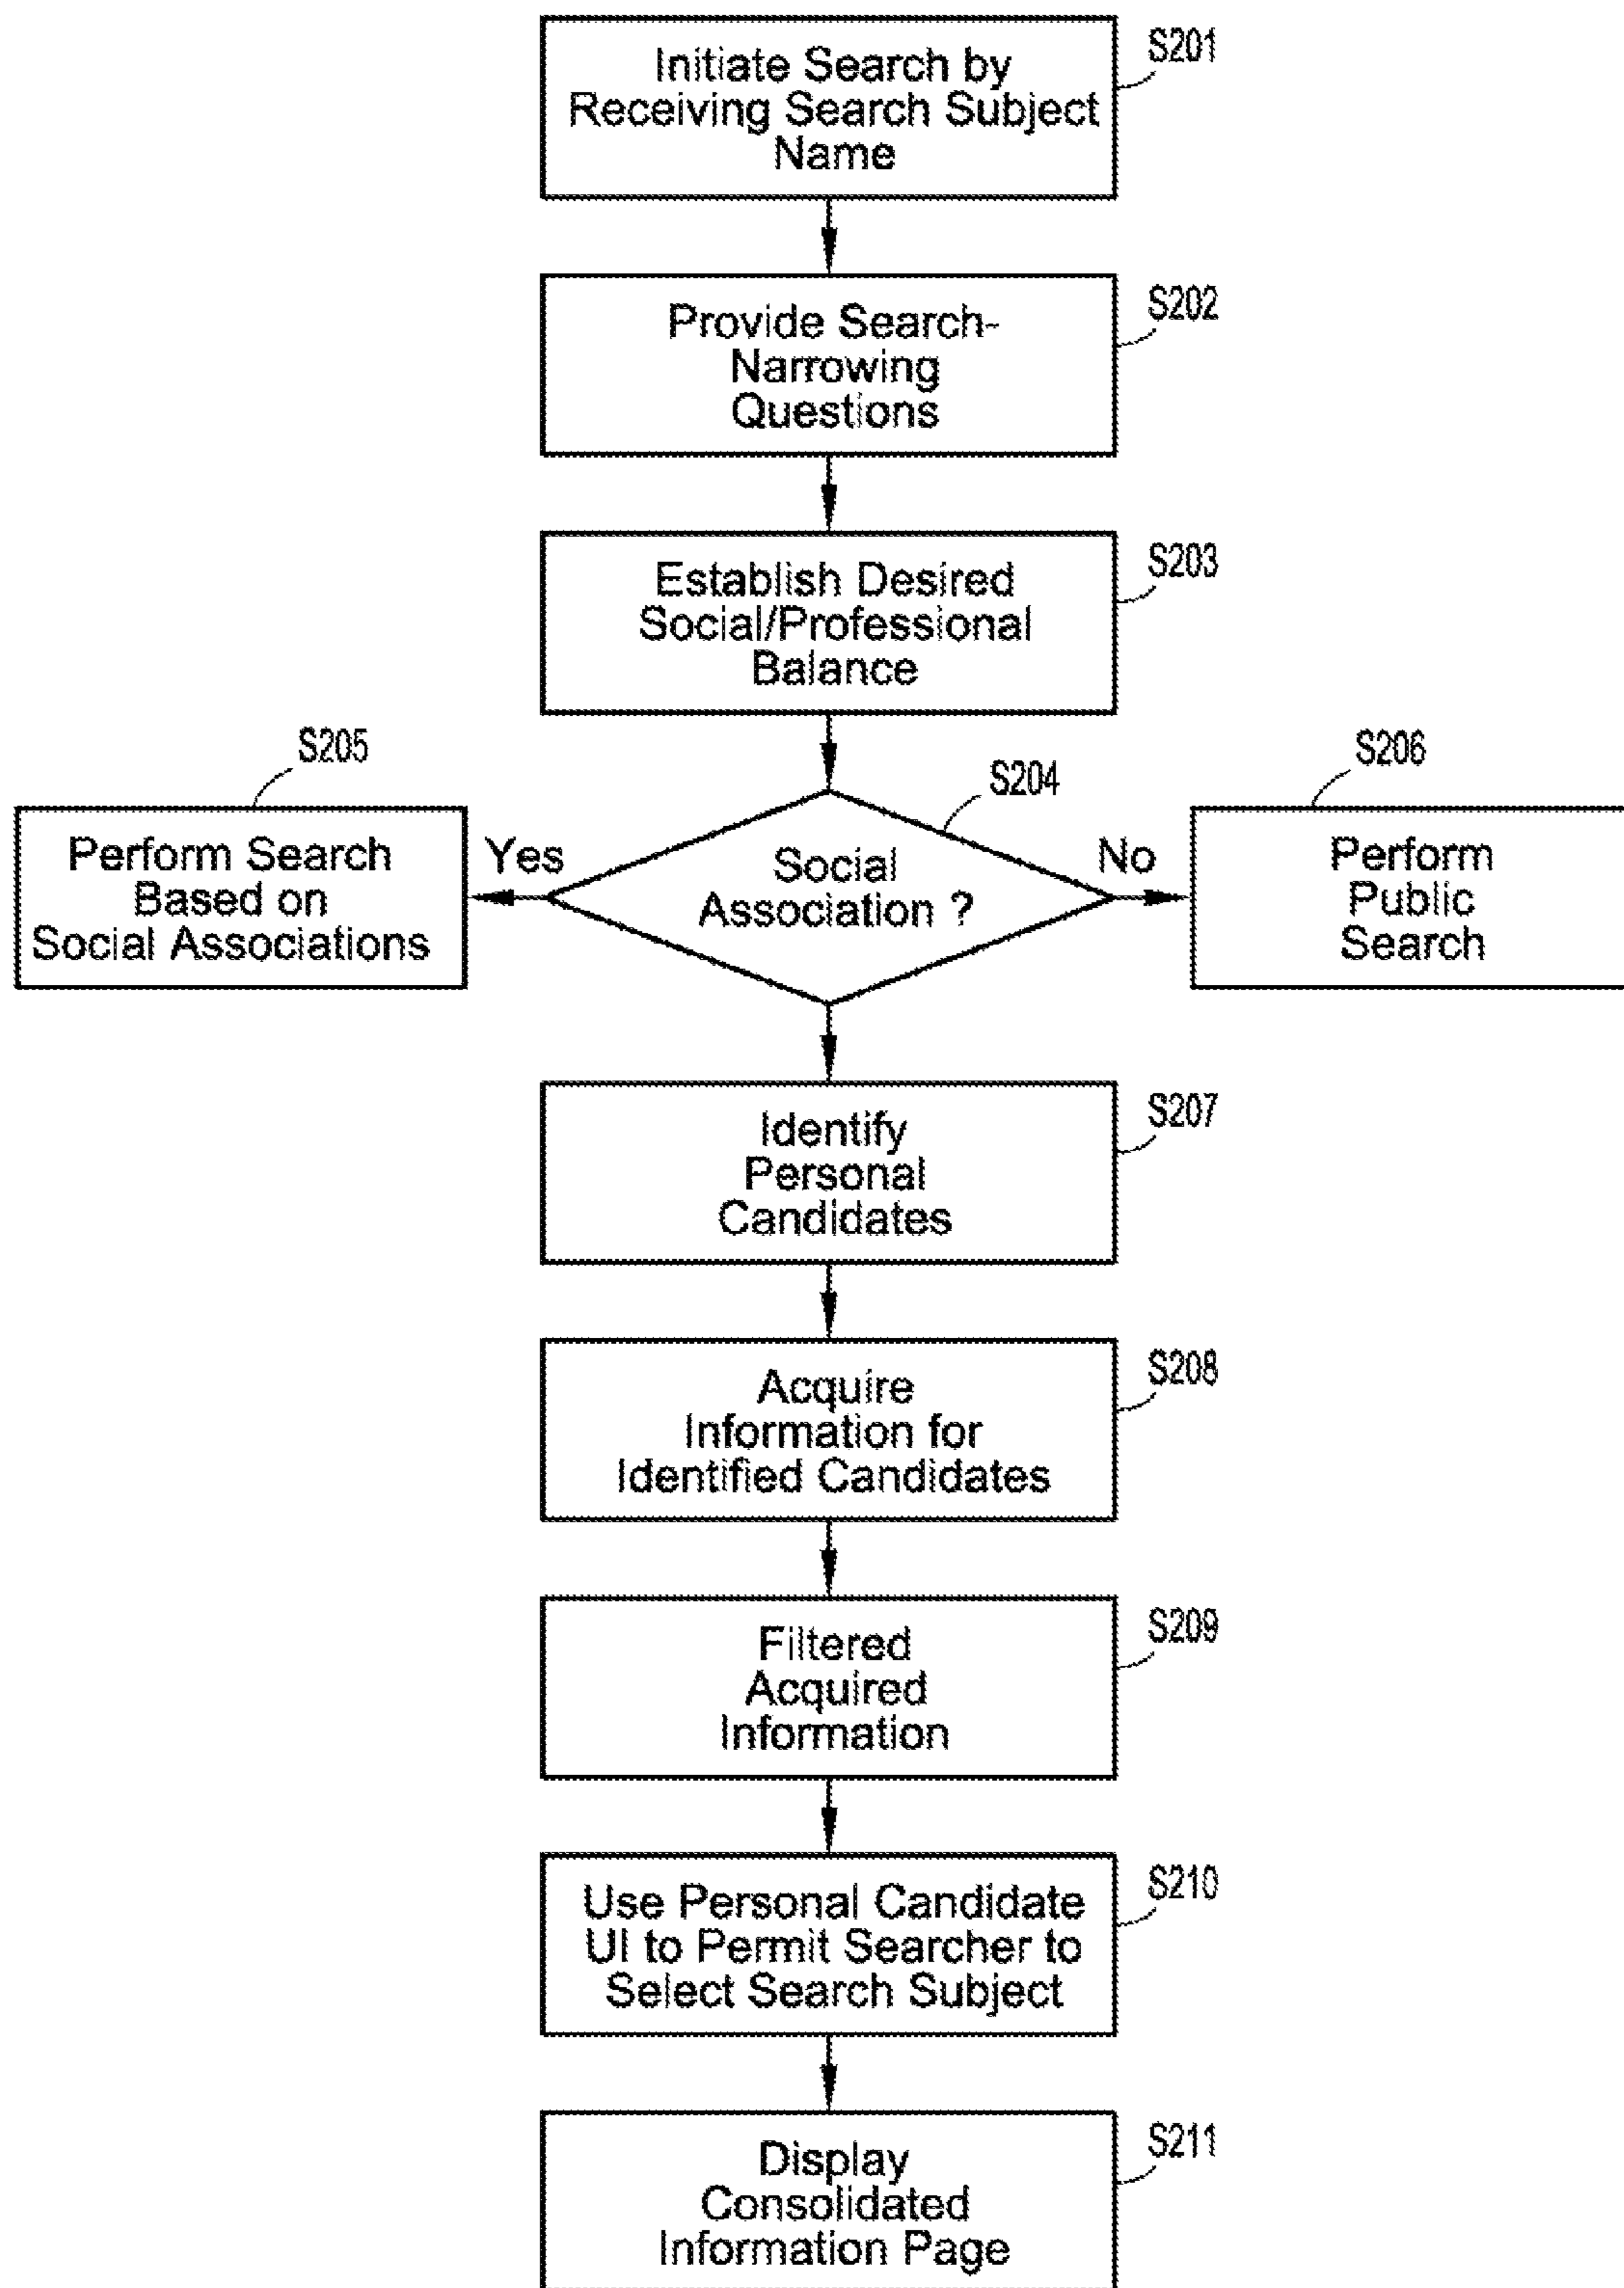 Initiate Search by
Receiving Search Subject
Name
S201
Provide Search-
Narrowing
Questions
S202
Establish Desired
Social/Professional
Balance
S203
S205
Perform Search
Based on
Social Associations
Yes
Social
Association ?
S204
No
S206
Perform
Public
Search
Identify
Personal
Candidates
S207
Acquire
Information for
Identified Candidates
S208
Filtered
Acquired
Information
S209
Use Personal Candidate
UI to Permit Searcher to
Select Search Subject
S210
Display
Consolidated
Information Page
S211